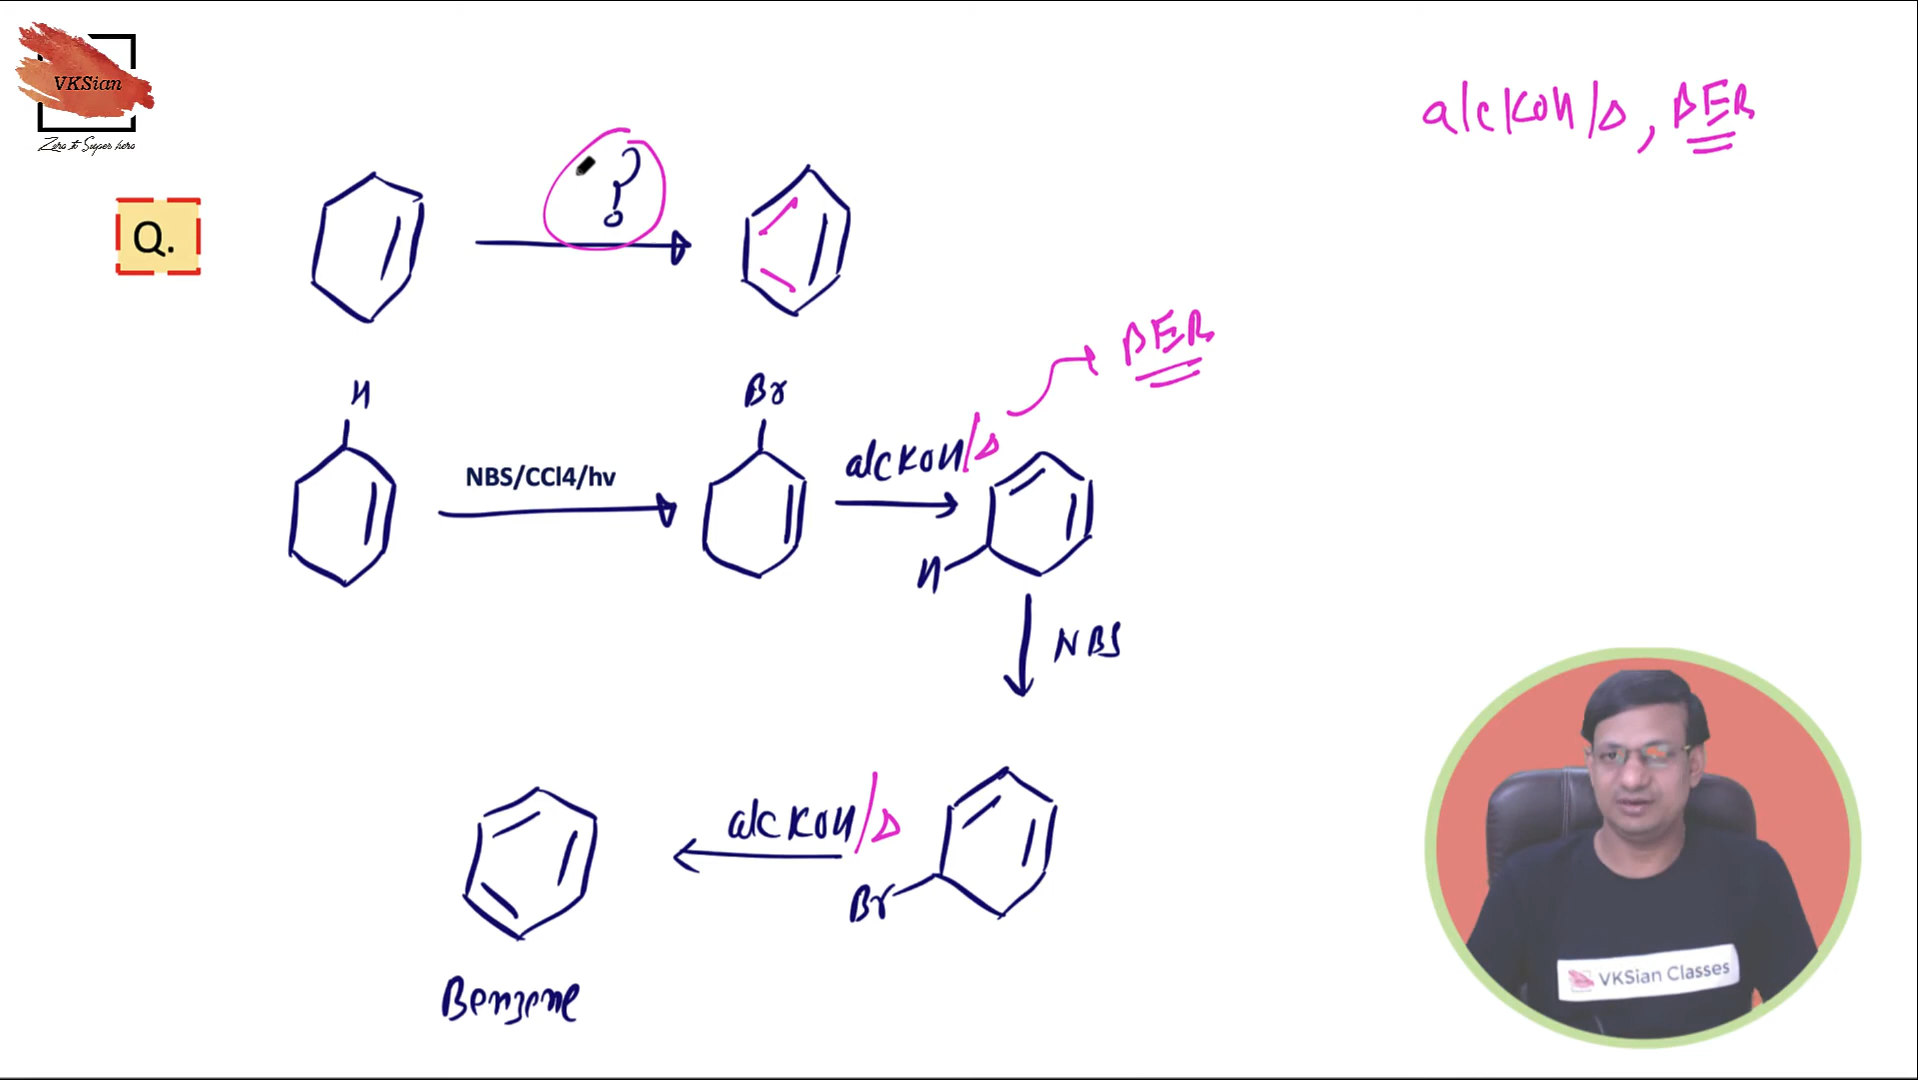 VKSian
Zero to Super hero
alcKOH/Δ, BER
?
Q.
BER
H
Br
NBS/CCl4/hv
alcKOH/Δ
H
NBS
alcKOH/Δ
Br
Benzene
VKSian Classes